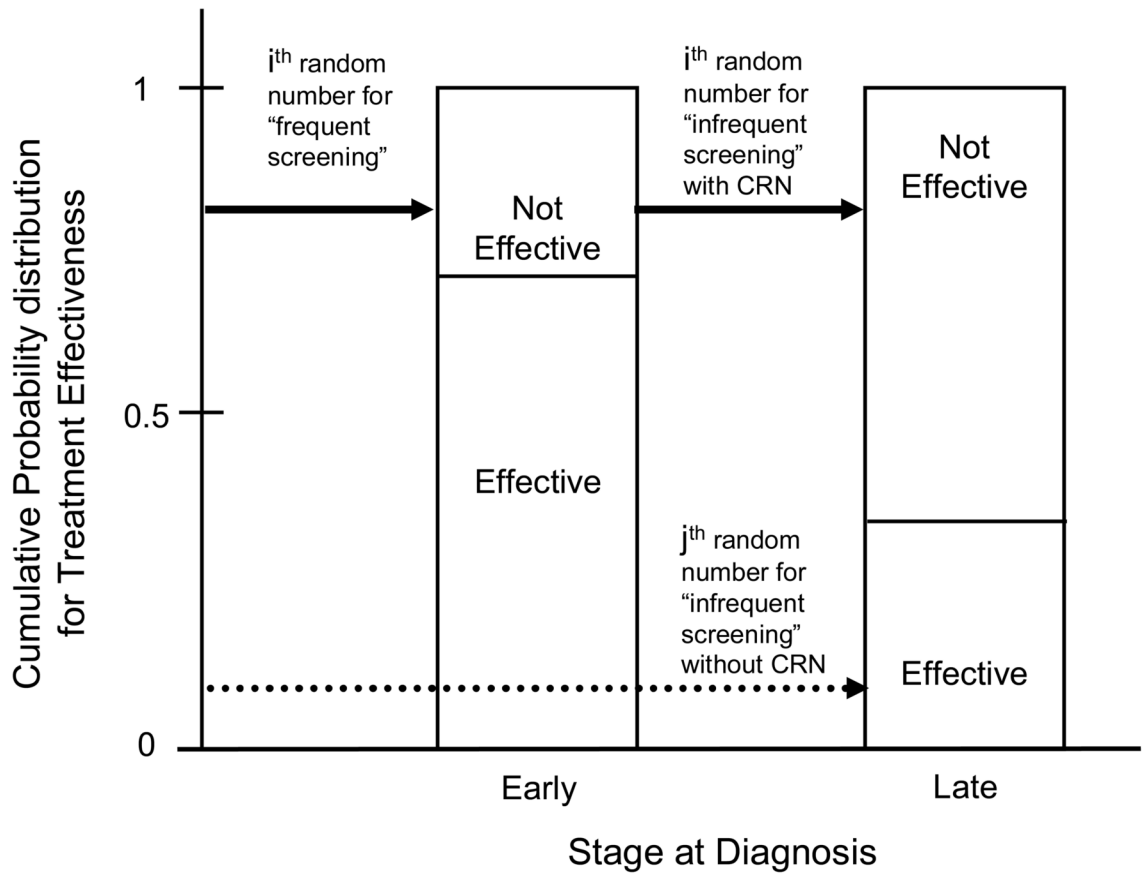 Cumulative Probability distribution
for Treatment Effectiveness
1
0.5
0
ith random
number for
“frequent
screening”
Not
Effective
Effective
ith random
number for
“infrequent
screening”
with CRN
jth random
number for
“infrequent
screening”
without CRN
Not
Effective
Effective
Early
Late
Stage at Diagnosis